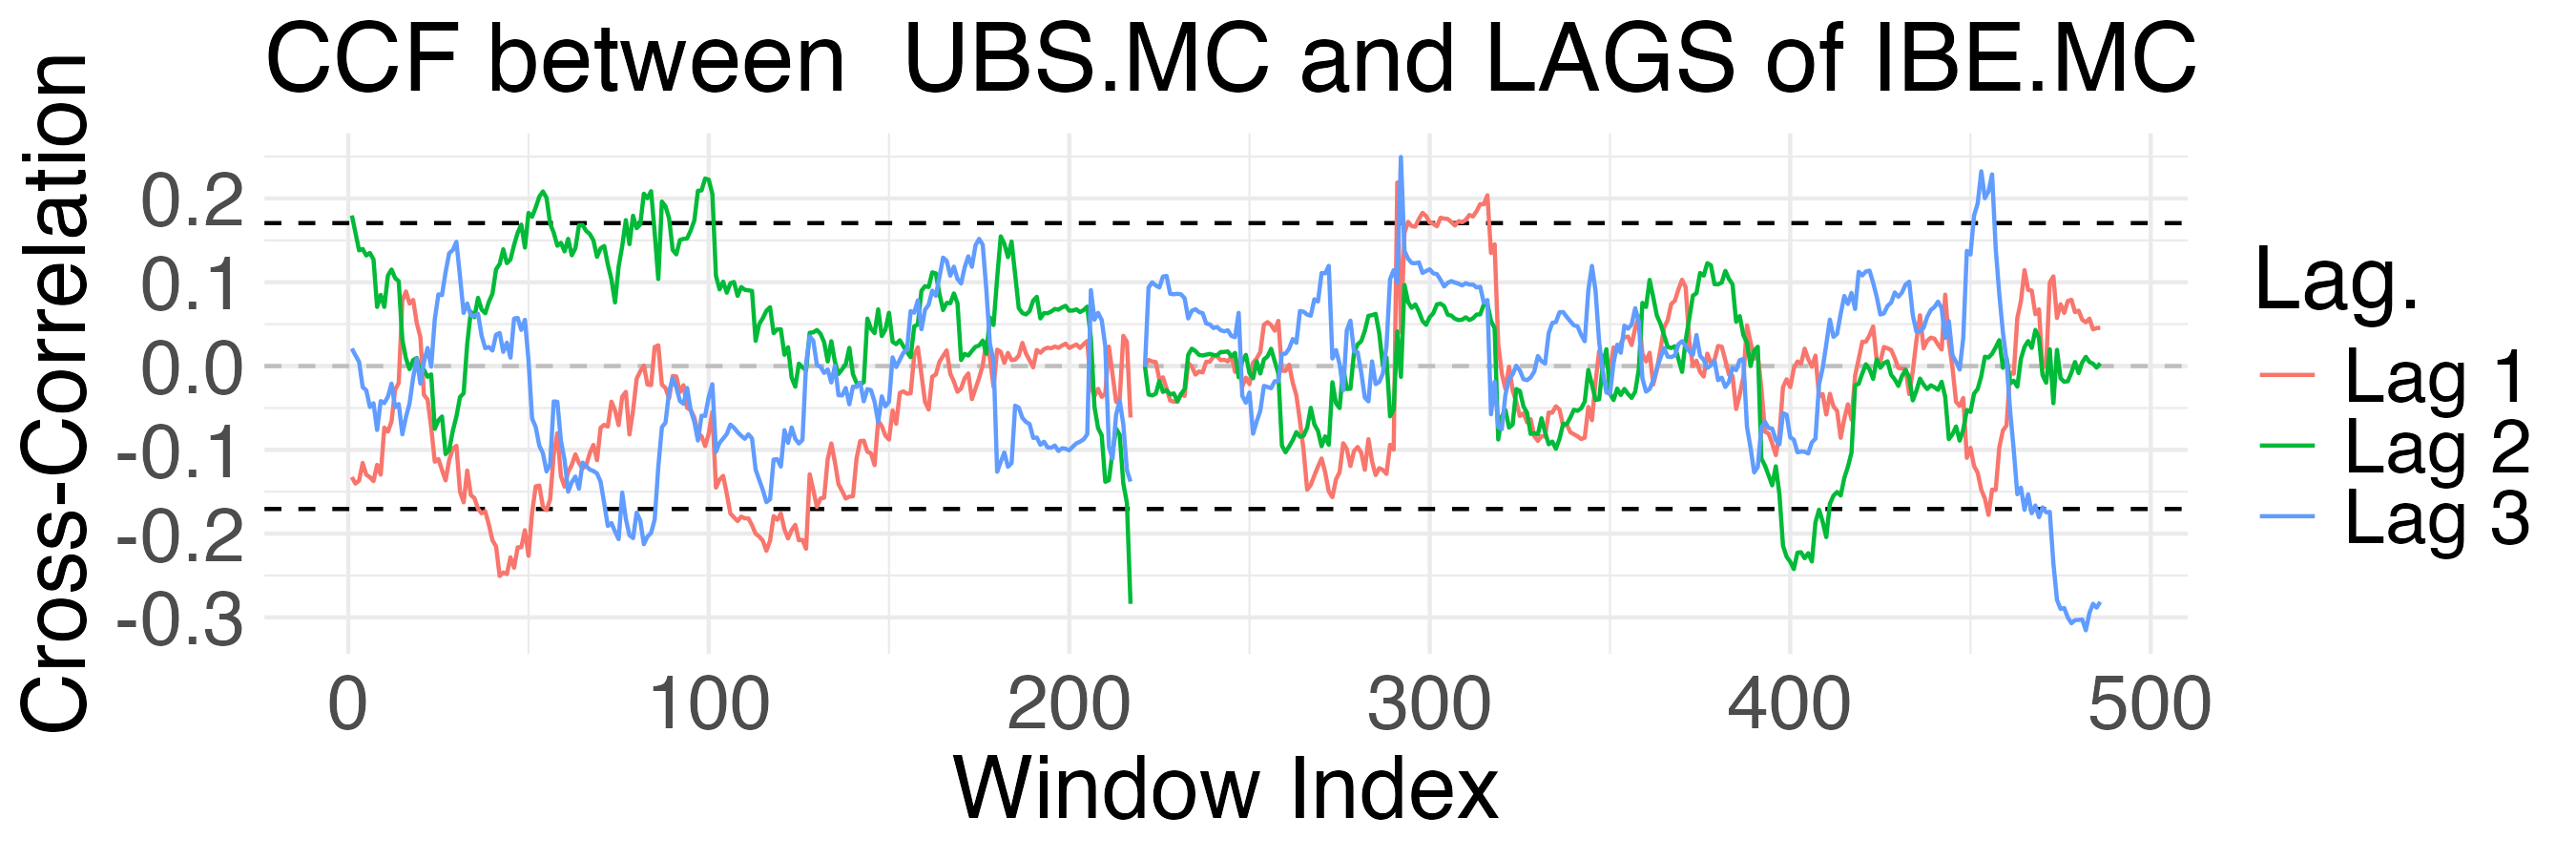 CCF between  UBS.MC and LAGS of IBE.MC
Cross-Correlation
0.2
0.1
0.0
-0.1
-0.2
-0.3
0 100 200 300 400 500
Window Index
Lag.
Lag 1
Lag 2
Lag 3